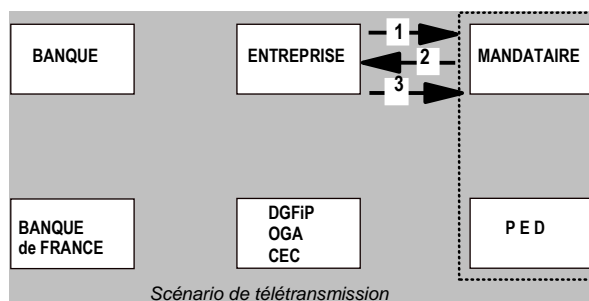 BANQUE
ENTREPRISE
1
2
3
MANDATAIRE
BANQUE
de FRANCE
DGFiP
OGA
CEC
P E D
Scénario de télétransmission